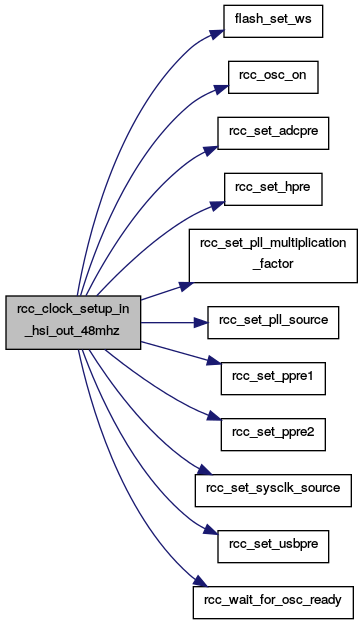 flash_set_ws
rcc_osc_on
rcc_set_adcpre
rcc_set_hpre
rcc_set_pll_multiplication
_factor
rcc_clock_setup_in
_hsi_out_48mhz
rcc_set_pll_source
rcc_set_ppre1
rcc_set_ppre2
rcc_set_sysclk_source
rcc_set_usbpre
rcc_wait_for_osc_ready